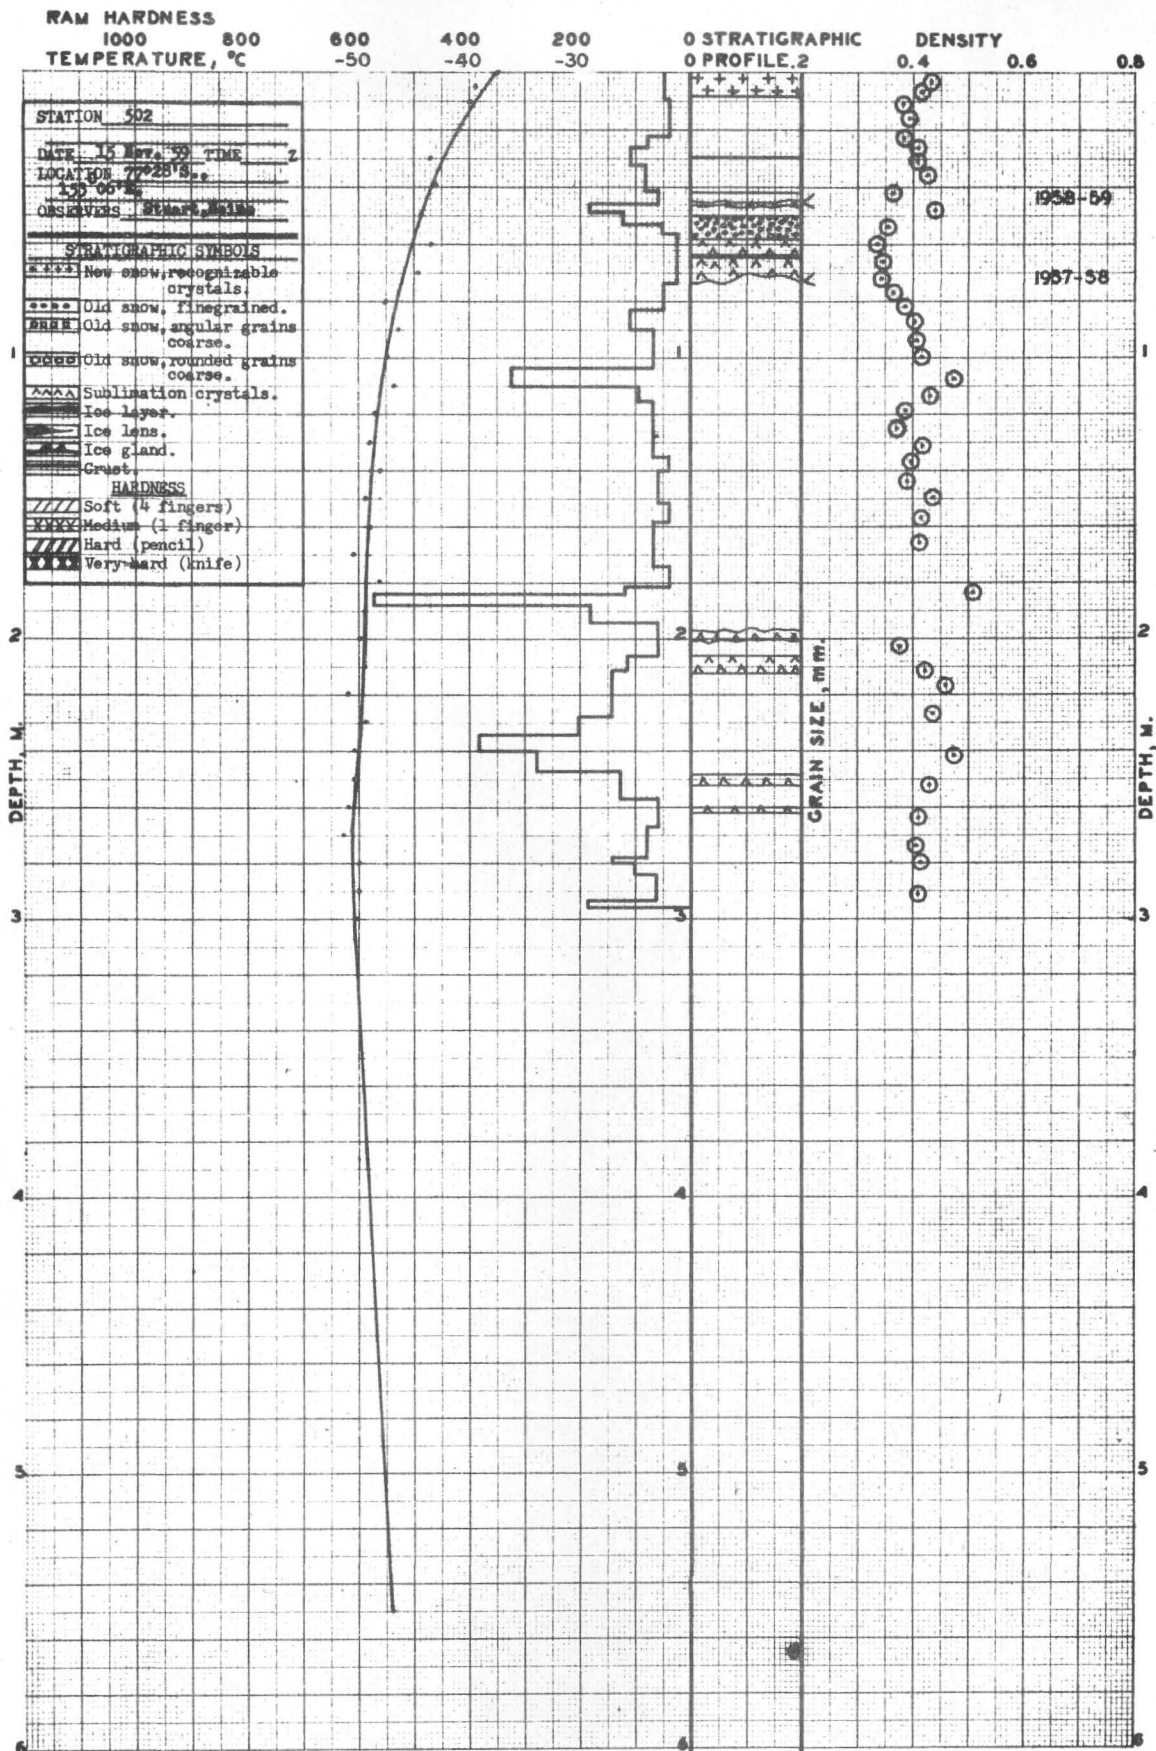 RAM HARDNESS
1000 800 600 400 200 0 STRATIGRAPHIC DENSITY
TEMPERATURE, °C -50 -40 -30 0 PROFILE .2 0.4 0.6 0.8
STATION 502
DATE 15 Nov. 59 TIME Z
LOCATION 77°28'S.,
OBSERVERS Stuart,
STRATIGRAPHIC SYMBOLS
New snow, recognizable
crystals.
Old snow, finegrained.
Old snow, angular grains
coarse.
Old snow, rounded grains
coarse.
Sublimation crystals.
Ice layer.
Ice lens.
Ice gland.
Crust.
HARDNESS
Soft (4 fingers)
Medium (1 finger)
Hard (pencil)
Very hard (knife)
1958-59
1957-58
1 1 1
2 2 2
GRAIN SIZE, mm.
DEPTH, M.
DEPTH, M.
3 3 3
4 4 4
5 5 5
6 6 6